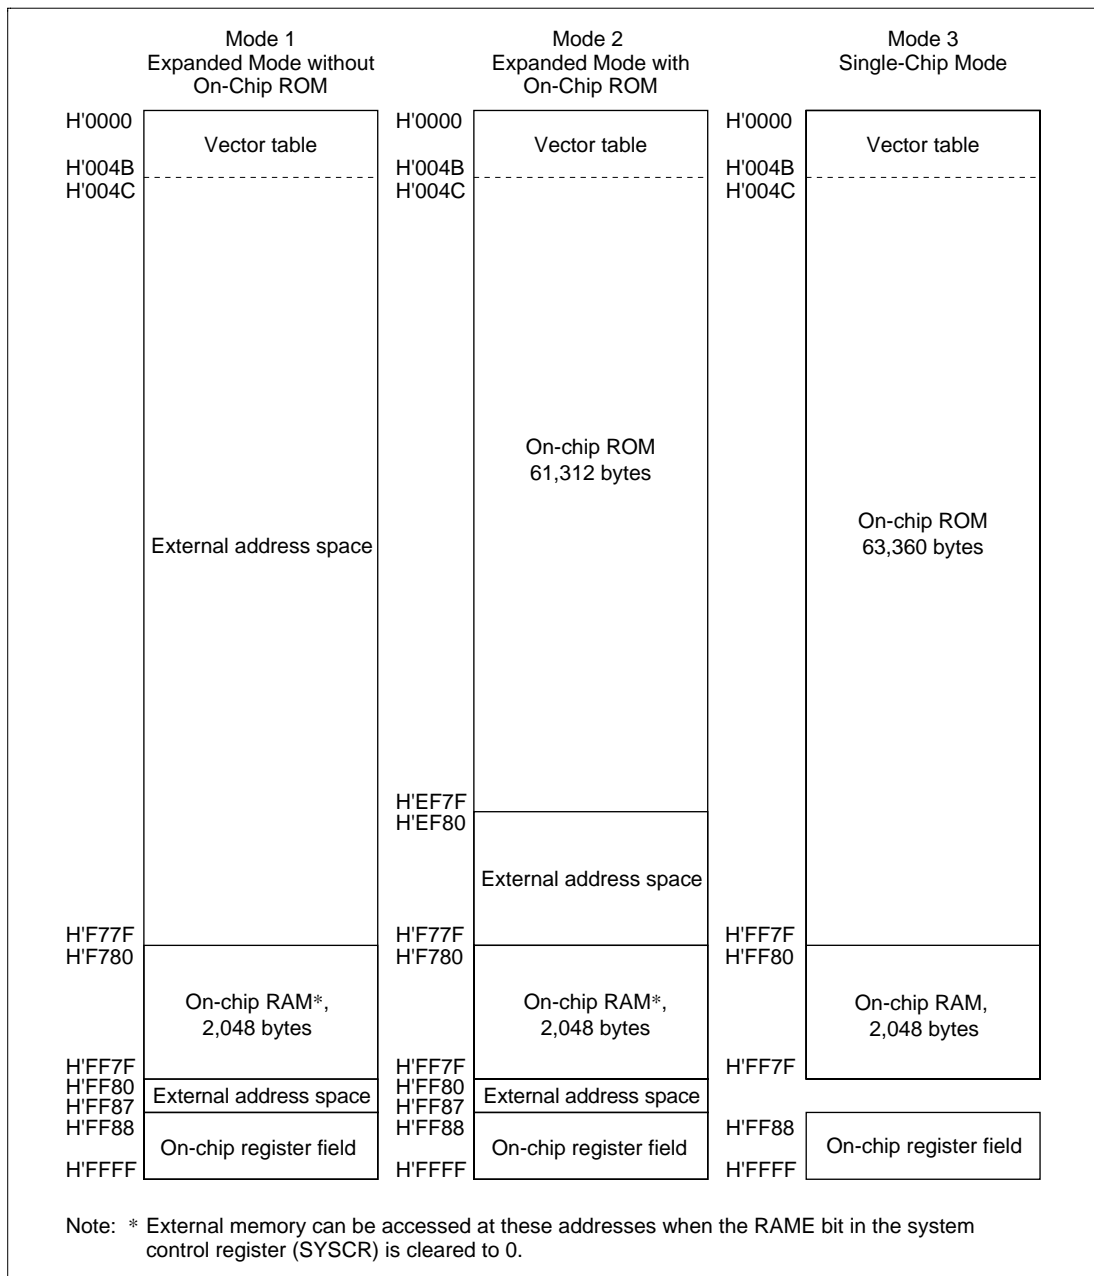 Mode 1
Expanded Mode without
On-Chip ROM
H'0000
Vector table
H'004B
H'004C
External address space
H'F77F
H'F780
On-chip RAM*,
2,048 bytes
H'FF7F
H'FF80
External address space
H'FF87
H'FF88
On-chip register field
H'FFFF
Mode 2
Expanded Mode with
On-Chip ROM
H'0000
Vector table
H'004B
H'004C
On-chip ROM
61,312 bytes
H'EF7F
H'EF80
External address space
H'F77F
H'F780
On-chip RAM*,
2,048 bytes
H'FF7F
H'FF80
External address space
H'FF87
H'FF88
On-chip register field
H'FFFF
Mode 3
Single-Chip Mode
H'0000
Vector table
H'004B
H'004C
On-chip ROM
63,360 bytes
H'FF7F
H'FF80
On-chip RAM,
2,048 bytes
H'FF7F
H'FF88
On-chip register field
H'FFFF
Note: * External memory can be accessed at these addresses when the RAME bit in the system
control register (SYSCR) is cleared to 0.